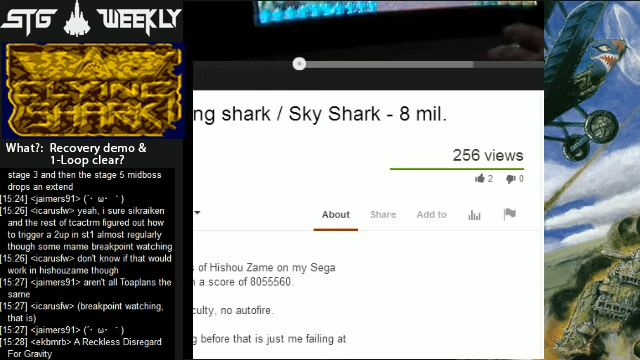 STG WEEKLY
FLYING SHARK
What?: Recovery demo &
1-Loop clear?
stage 3 and then the stage 5 midboss
drops an extend
[15:24] <jaimers91> (´･ ω･ ｀)
[15:26] <icarusfw> yeah, i sure sikraiken
and the rest of tcactrm figured out how
to trigger a 2up in st1 almost regularly
though some mame breakpoint watching
[15:26] <icarusfw> don't know if that would
work in hishouzame though
[15:27] <jaimers91> aren't all Toaplans the
same
[15:27] <icarusfw> (breakpoint watching,
that is)
[15:27] <jaimers91> (´･ ω･ ｀)
[15:28] <ekbmrb> A Reckless Disregard
For Gravity
ng shark / Sky Shark - 8 mil.
256 views
2 0
About Share Add to
s of Hishou Zame on my Sega
n a score of 8055560.
culty, no autofire.
g before that is just me failing at